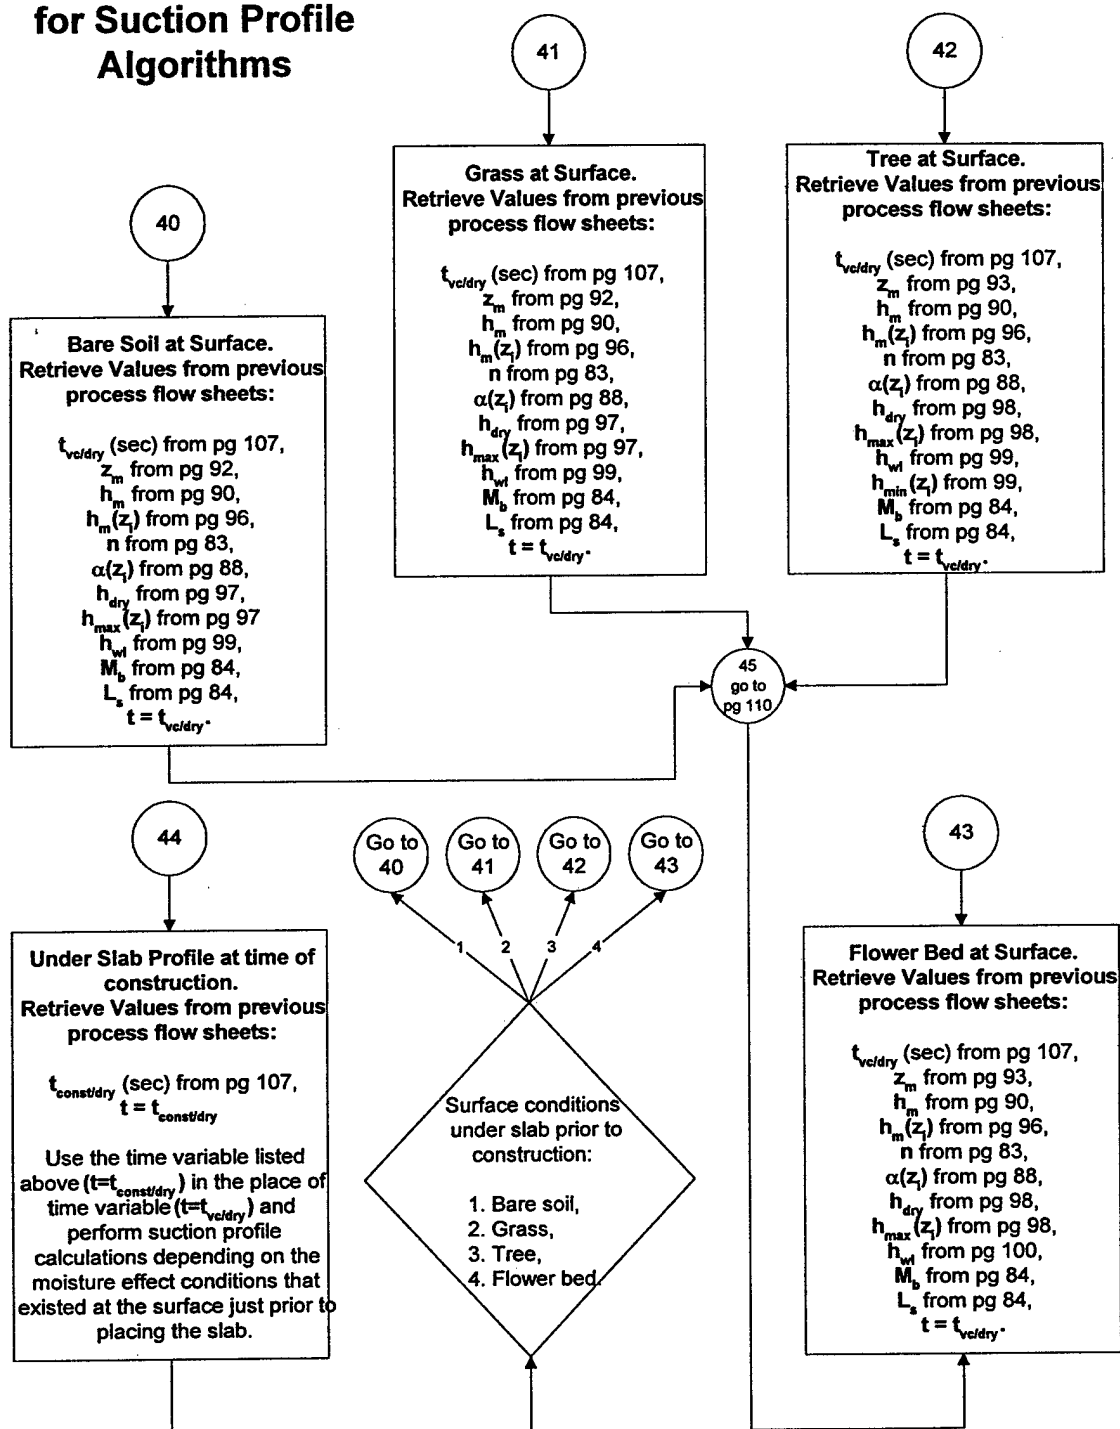 for Suction Profile
Algorithms
41
42
40
Grass at Surface.
Retrieve Values from previous
process flow sheets:
t_vc/dry (sec) from pg 107,
z_m from pg 92,
h_m from pg 90,
h_m(z_i) from pg 96,
n from pg 83,
α(z_i) from pg 88,
h_dry from pg 97,
h_max(z_i) from pg 97,
h_wl from pg 99,
M_b from pg 84,
L_s from pg 84,
t = t_vc/dry.
Tree at Surface.
Retrieve Values from previous
process flow sheets:
t_vc/dry (sec) from pg 107,
z_m from pg 93,
h_m from pg 90,
h_m(z_i) from pg 96,
n from pg 83,
α(z_i) from pg 88,
h_dry from pg 98,
h_max(z_i) from pg 98,
h_wl from pg 99,
h_min(z_i) from 99,
M_b from pg 84,
L_s from pg 84,
t = t_vc/dry.
Bare Soil at Surface.
Retrieve Values from previous
process flow sheets:
t_vc/dry (sec) from pg 107,
z_m from pg 92,
h_m from pg 90,
h_m(z_i) from pg 96,
n from pg 83,
α(z_i) from pg 88,
h_dry from pg 97,
h_max(z_i) from pg 97
h_wl from pg 99,
M_b from pg 84,
L_s from pg 84,
t = t_vc/dry.
45
go to
pg 110
44
Go to
40
Go to
41
Go to
42
Go to
43
43
1
2
3
4
Under Slab Profile at time of
construction.
Retrieve Values from previous
process flow sheets:
t_const/dry (sec) from pg 107,
t = t_const/dry
Use the time variable listed
above (t=t_const/dry) in the place of
time variable (t=t_vc/dry) and
perform suction profile
calculations depending on the
moisture effect conditions that
existed at the surface just prior to
placing the slab.
Surface conditions
under slab prior to
construction:
1. Bare soil,
2. Grass,
3. Tree,
4. Flower bed.
Flower Bed at Surface.
Retrieve Values from previous
process flow sheets:
t_vc/dry (sec) from pg 107,
z_m from pg 93,
h_m from pg 90,
h_m(z_i) from pg 96,
n from pg 83,
α(z_i) from pg 88,
h_dry from pg 98,
h_max(z_i) from pg 98,
h_wl from pg 100,
M_b from pg 84,
L_s from pg 84,
t = t_vc/dry.